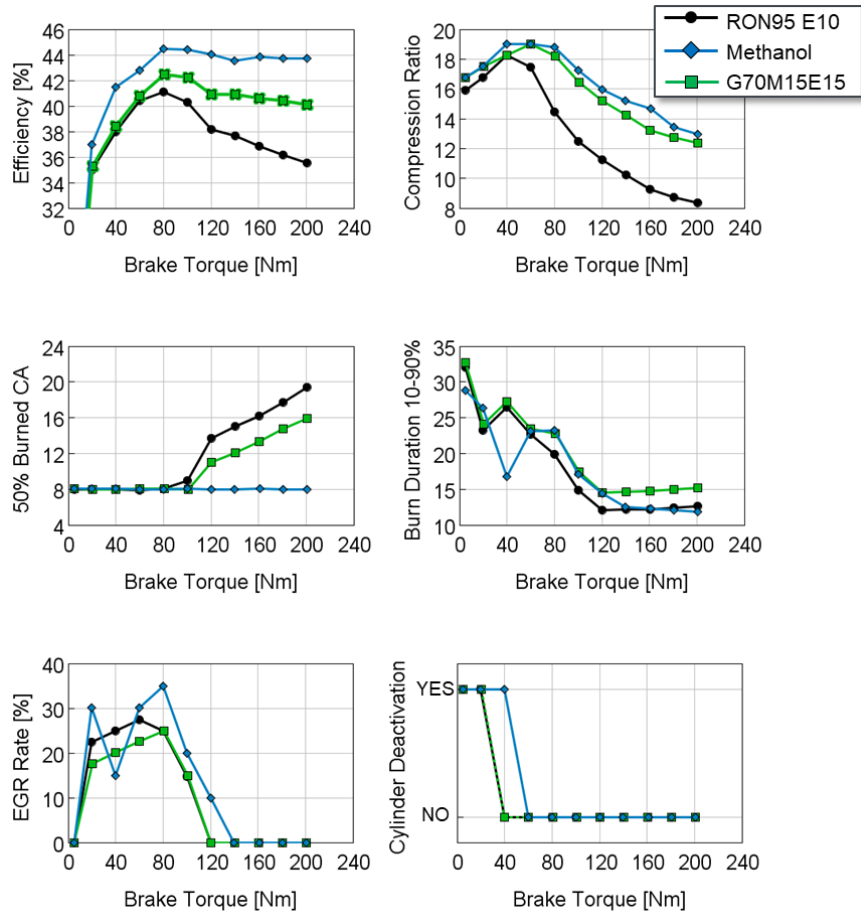 RON95 E10
Methanol
G70M15E15
Efficiency [%]
46
44
42
40
38
36
34
32
0 40 80 120 160 200 240
Brake Torque [Nm]
Compression Ratio
20
18
16
14
12
10
8
0 40 80 120 160 200 240
Brake Torque [Nm]
50% Burned CA
24
20
16
12
8
4
0 40 80 120 160 200 240
Brake Torque [Nm]
Burn Duration 10-90%
35
30
25
20
15
10
0 40 80 120 160 200 240
Brake Torque [Nm]
EGR Rate [%]
40
30
20
10
0
0 40 80 120 160 200 240
Brake Torque [Nm]
Cylinder Deactivation
YES
NO
0 40 80 120 160 200 240
Brake Torque [Nm]